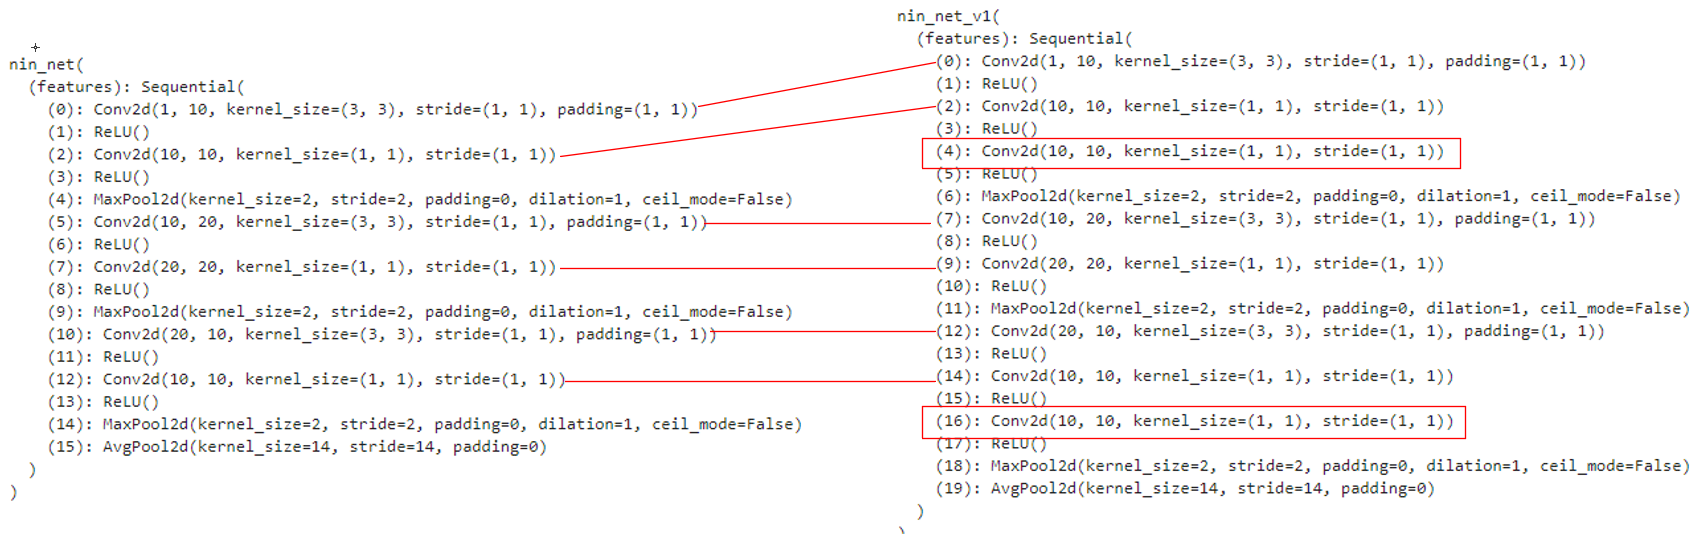 nin_net(
(features): Sequential(
(0): Conv2d(1, 10, kernel_size=(3, 3), stride=(1, 1), padding=(1, 1))
(1): ReLU()
(2): Conv2d(10, 10, kernel_size=(1, 1), stride=(1, 1))
(3): ReLU()
(4): MaxPool2d(kernel_size=2, stride=2, padding=0, dilation=1, ceil_mode=False)
(5): Conv2d(10, 20, kernel_size=(3, 3), stride=(1, 1), padding=(1, 1))
(6): ReLU()
(7): Conv2d(20, 20, kernel_size=(1, 1), stride=(1, 1))
(8): ReLU()
(9): MaxPool2d(kernel_size=2, stride=2, padding=0, dilation=1, ceil_mode=False)
(10): Conv2d(20, 10, kernel_size=(3, 3), stride=(1, 1), padding=(1, 1))
(11): ReLU()
(12): Conv2d(10, 10, kernel_size=(1, 1), stride=(1, 1))
(13): ReLU()
(14): MaxPool2d(kernel_size=2, stride=2, padding=0, dilation=1, ceil_mode=False)
(15): AvgPool2d(kernel_size=14, stride=14, padding=0)
)
)
nin_net_v1(
(features): Sequential(
(0): Conv2d(1, 10, kernel_size=(3, 3), stride=(1, 1), padding=(1, 1))
(1): ReLU()
(2): Conv2d(10, 10, kernel_size=(1, 1), stride=(1, 1))
(3): ReLU()
(4): Conv2d(10, 10, kernel_size=(1, 1), stride=(1, 1))
(5): ReLU()
(6): MaxPool2d(kernel_size=2, stride=2, padding=0, dilation=1, ceil_mode=False)
(7): Conv2d(10, 20, kernel_size=(3, 3), stride=(1, 1), padding=(1, 1))
(8): ReLU()
(9): Conv2d(20, 20, kernel_size=(1, 1), stride=(1, 1))
(10): ReLU()
(11): MaxPool2d(kernel_size=2, stride=2, padding=0, dilation=1, ceil_mode=False)
(12): Conv2d(20, 10, kernel_size=(3, 3), stride=(1, 1), padding=(1, 1))
(13): ReLU()
(14): Conv2d(10, 10, kernel_size=(1, 1), stride=(1, 1))
(15): ReLU()
(16): Conv2d(10, 10, kernel_size=(1, 1), stride=(1, 1))
(17): ReLU()
(18): MaxPool2d(kernel_size=2, stride=2, padding=0, dilation=1, ceil_mode=False)
(19): AvgPool2d(kernel_size=14, stride=14, padding=0)
)
)